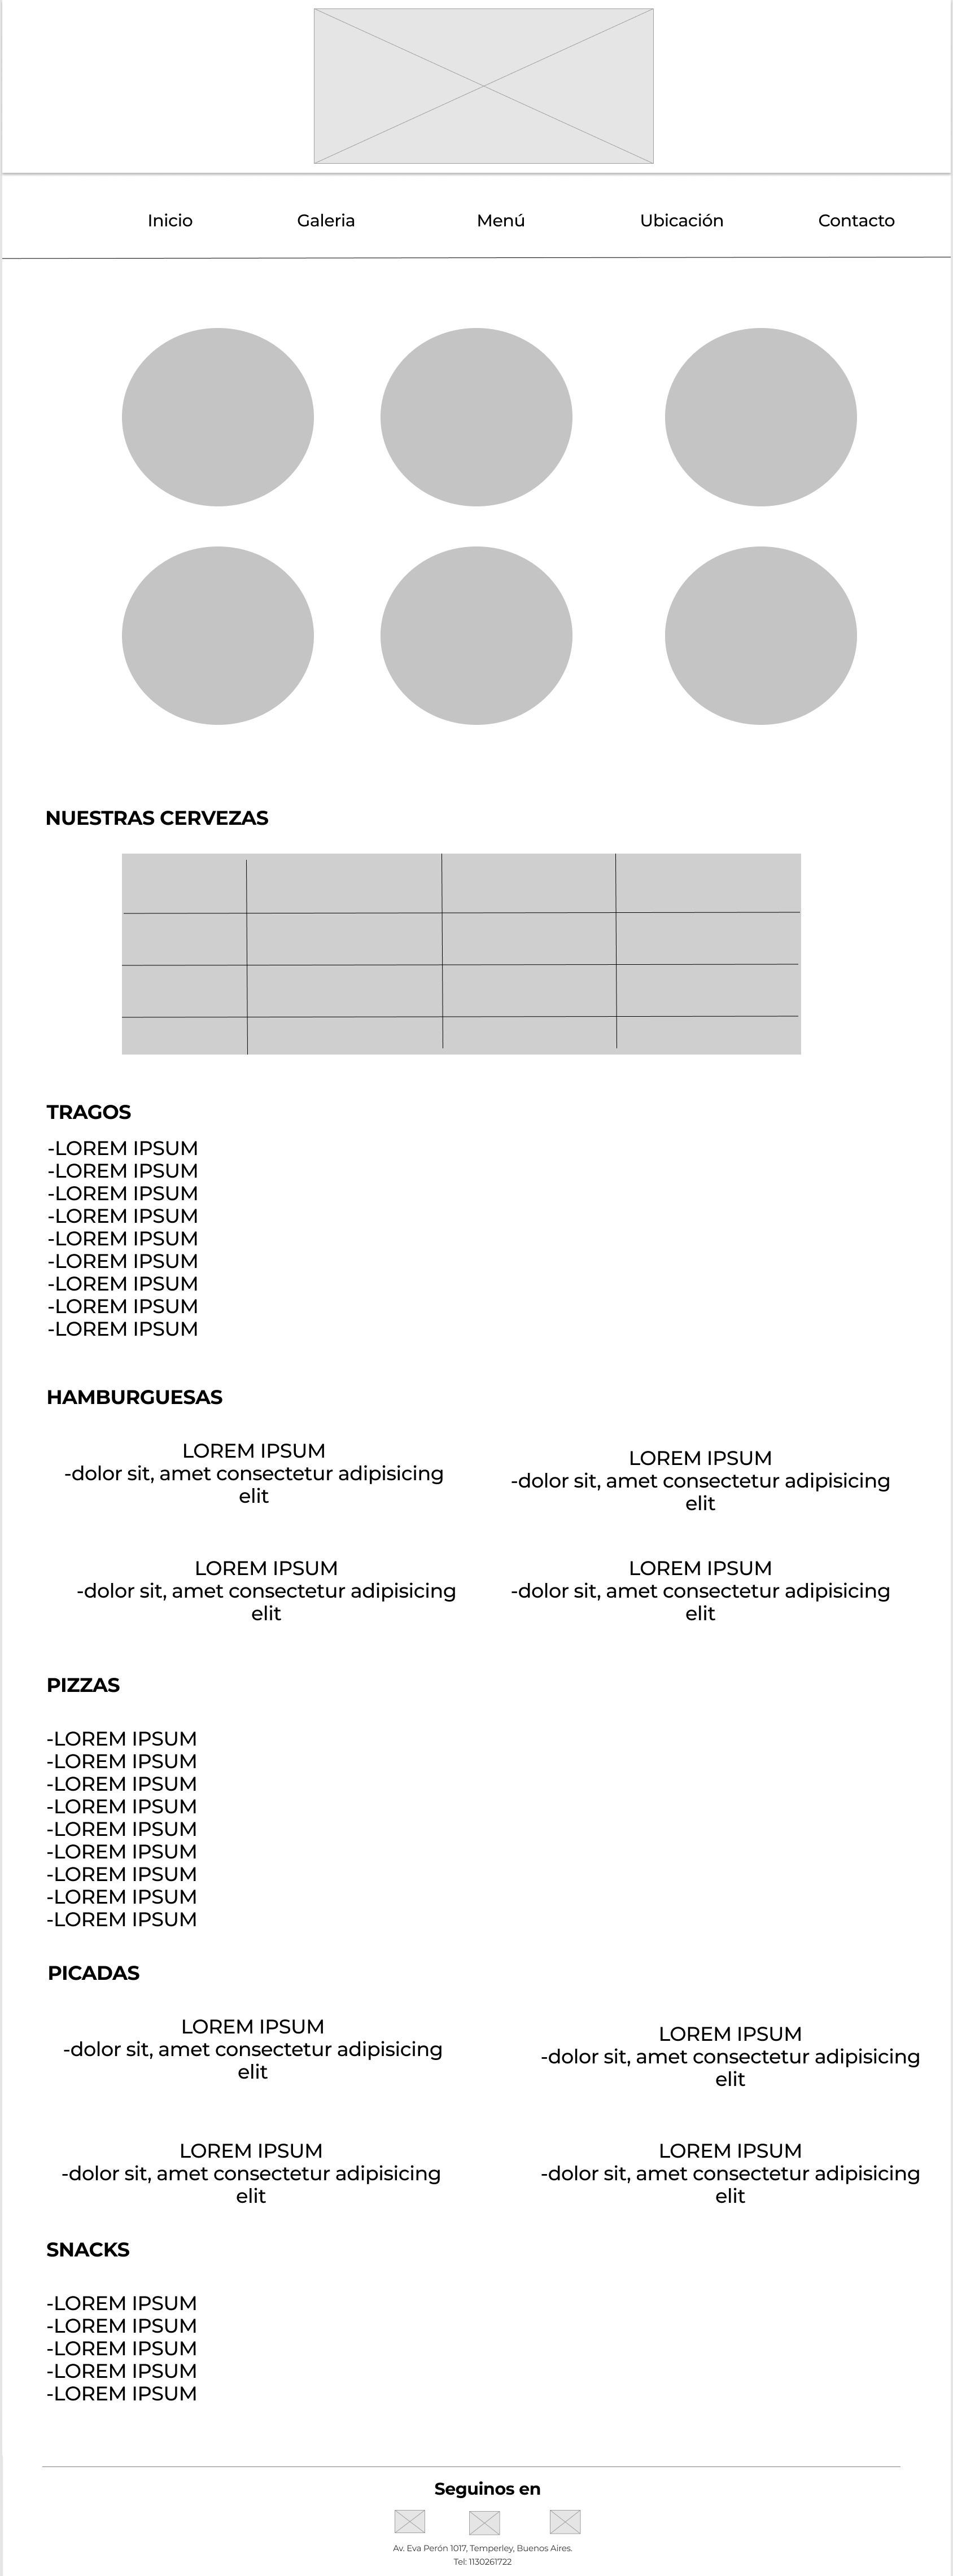 Inicio Galeria Menú Ubicación Contacto
NUESTRAS CERVEZAS
TRAGOS
-LOREM IPSUM
-LOREM IPSUM
-LOREM IPSUM
-LOREM IPSUM
-LOREM IPSUM
-LOREM IPSUM
-LOREM IPSUM
-LOREM IPSUM
-LOREM IPSUM
HAMBURGUESAS
LOREM IPSUM
-dolor sit, amet consectetur adipisicing
elit
LOREM IPSUM
-dolor sit, amet consectetur adipisicing
elit
LOREM IPSUM
-dolor sit, amet consectetur adipisicing
elit
LOREM IPSUM
-dolor sit, amet consectetur adipisicing
elit
PIZZAS
-LOREM IPSUM
-LOREM IPSUM
-LOREM IPSUM
-LOREM IPSUM
-LOREM IPSUM
-LOREM IPSUM
-LOREM IPSUM
-LOREM IPSUM
-LOREM IPSUM
PICADAS
LOREM IPSUM
-dolor sit, amet consectetur adipisicing
elit
LOREM IPSUM
-dolor sit, amet consectetur adipisicing
elit
LOREM IPSUM
-dolor sit, amet consectetur adipisicing
elit
LOREM IPSUM
-dolor sit, amet consectetur adipisicing
elit
SNACKS
-LOREM IPSUM
-LOREM IPSUM
-LOREM IPSUM
-LOREM IPSUM
-LOREM IPSUM
Seguinos en
Av. Eva Perón 1017, Temperley, Buenos Aires.
Tel: 1130261722